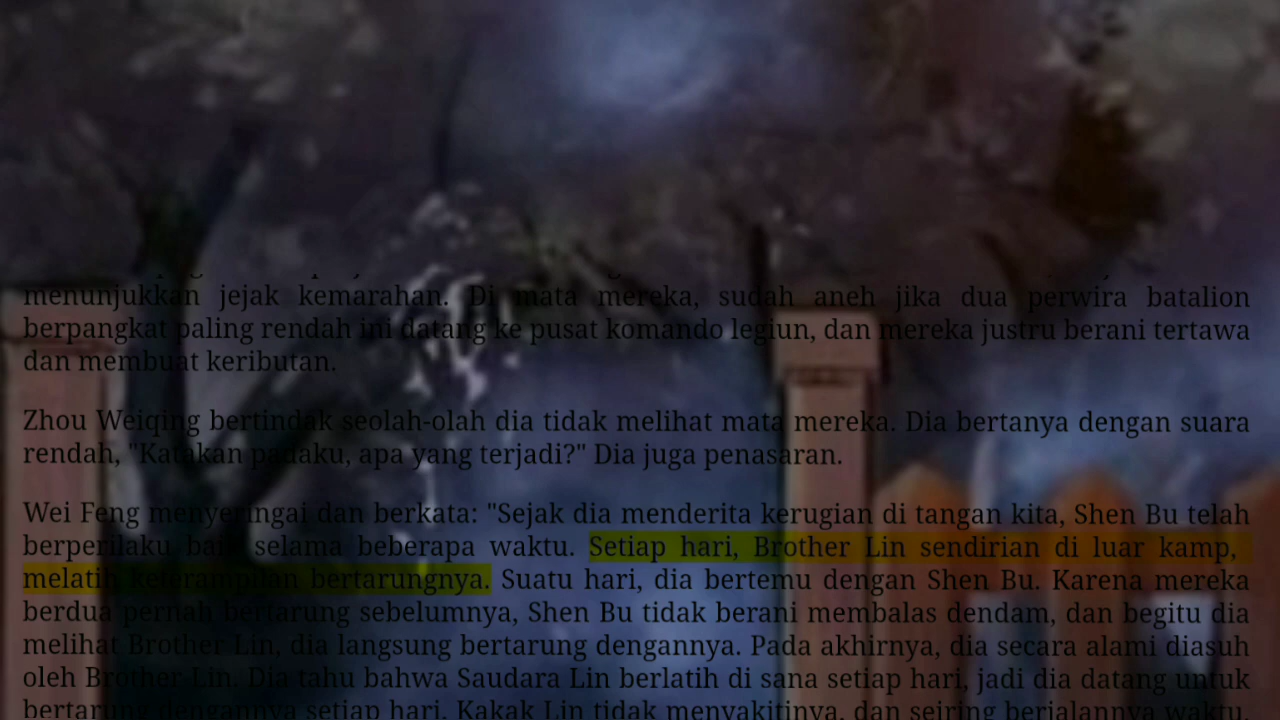 menunjukkan jejak kemarahan. Di mata mereka, sudah aneh jika dua perwira batalion
berpangkat paling rendah ini datang ke pusat komando legiun, dan mereka justru berani tertawa
dan membuat keributan.
Zhou Weiqing bertindak seolah-olah dia tidak melihat mata mereka. Dia bertanya dengan suara
rendah, "Katakan padaku, apa yang terjadi?" Dia juga penasaran.
Wei Feng menyeringai dan berkata: "Sejak dia menderita kerugian di tangan kita, Shen Bu telah
berperilaku baik selama beberapa waktu. Setiap hari, Brother Lin sendirian di luar kamp,
melatih keterampilan bertarungnya. Suatu hari, dia bertemu dengan Shen Bu. Karena mereka
berdua pernah bertarung sebelumnya, Shen Bu tidak berani membalas dendam, dan begitu dia
melihat Brother Lin, dia langsung bertarung dengannya. Pada akhirnya, dia secara alami diasuh
oleh Brother Lin. Dia tahu bahwa Saudara Lin berlatih di sana setiap hari, jadi dia datang untuk
bertarung dengannya setiap hari. Kakak Lin tidak menyakitinya, dan seiring berjalannya waktu,